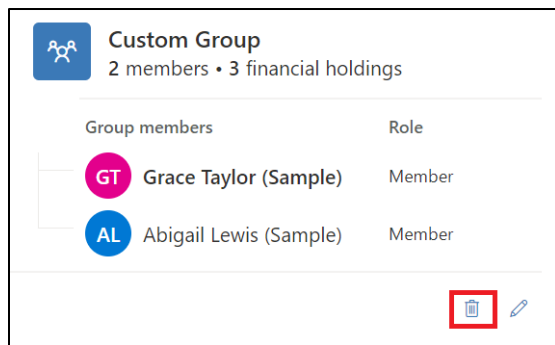 Custom Group
2 members • 3 financial holdings
Group members Role
GT Grace Taylor (Sample) Member
AL Abigail Lewis (Sample) Member